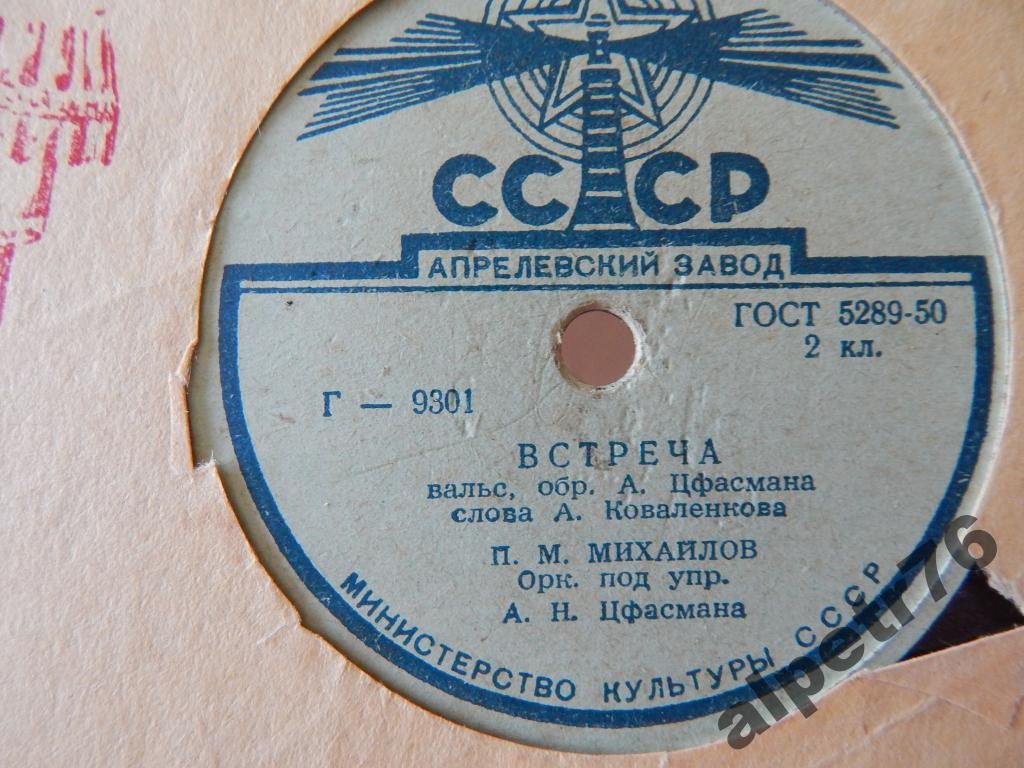 СССР
АПРЕЛЕВСКИЙ ЗАВОД
ГОСТ 5289-50
2 кл.
Г — 9301
ВСТРЕЧА
вальс, обр. А. Цфасмана
слова А. Коваленкова
П. М. МИХАЙЛОВ
Орк. под упр.
А. Н. Цфасмана
МИНИСТЕРСТВО КУЛЬТУРЫ СССР
alpetr76